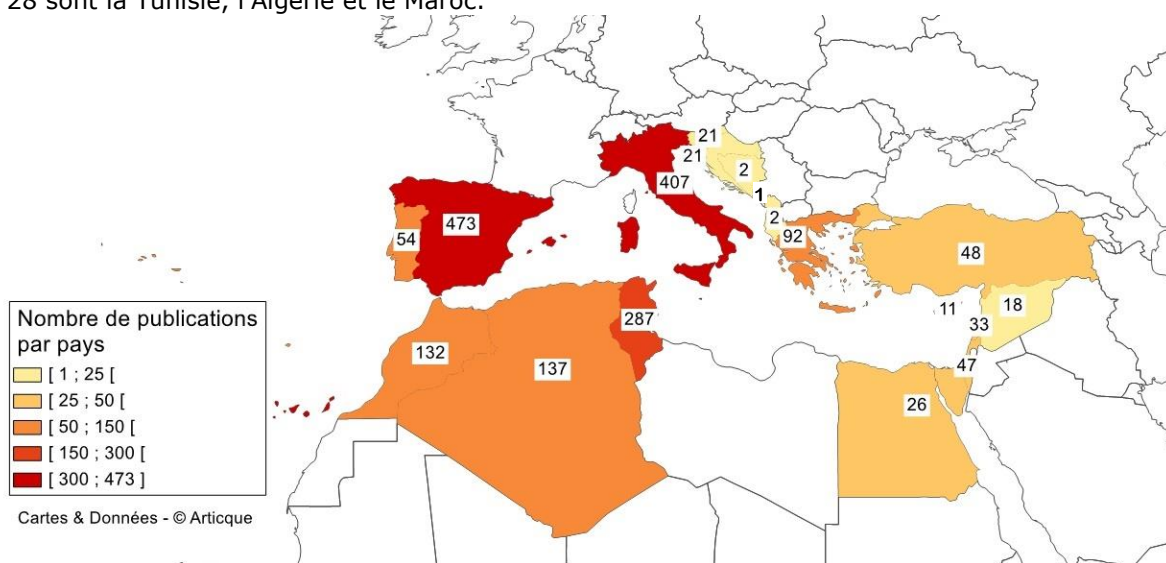 28 sont la Tunisie, l'Algérie et le Maroc.
21
21
2
407
1
473
2
54
92
48
11
18
33
287
132
137
47
26
Nombre de publications
par pays
[ 1 ; 25 [
[ 25 ; 50 [
[ 50 ; 150 [
[ 150 ; 300 [
[ 300 ; 473 ]
Cartes & Données - © Articque